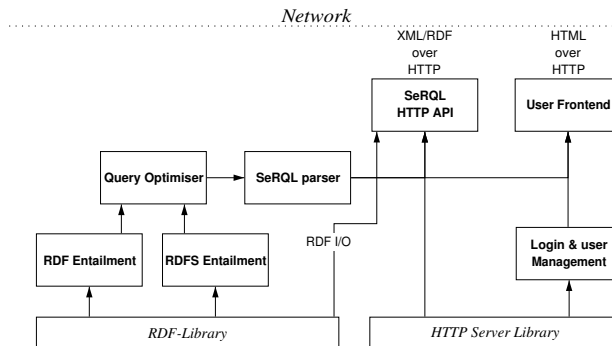 Network
XML/RDF
over
HTTP
HTML
over
HTTP
SeRQL
HTTP API
User Frontend
Query Optimiser
SeRQL parser
RDF I/O
RDF Entailment
RDFS Entailment
Login & user
Management
RDF-Library
HTTP Server Library